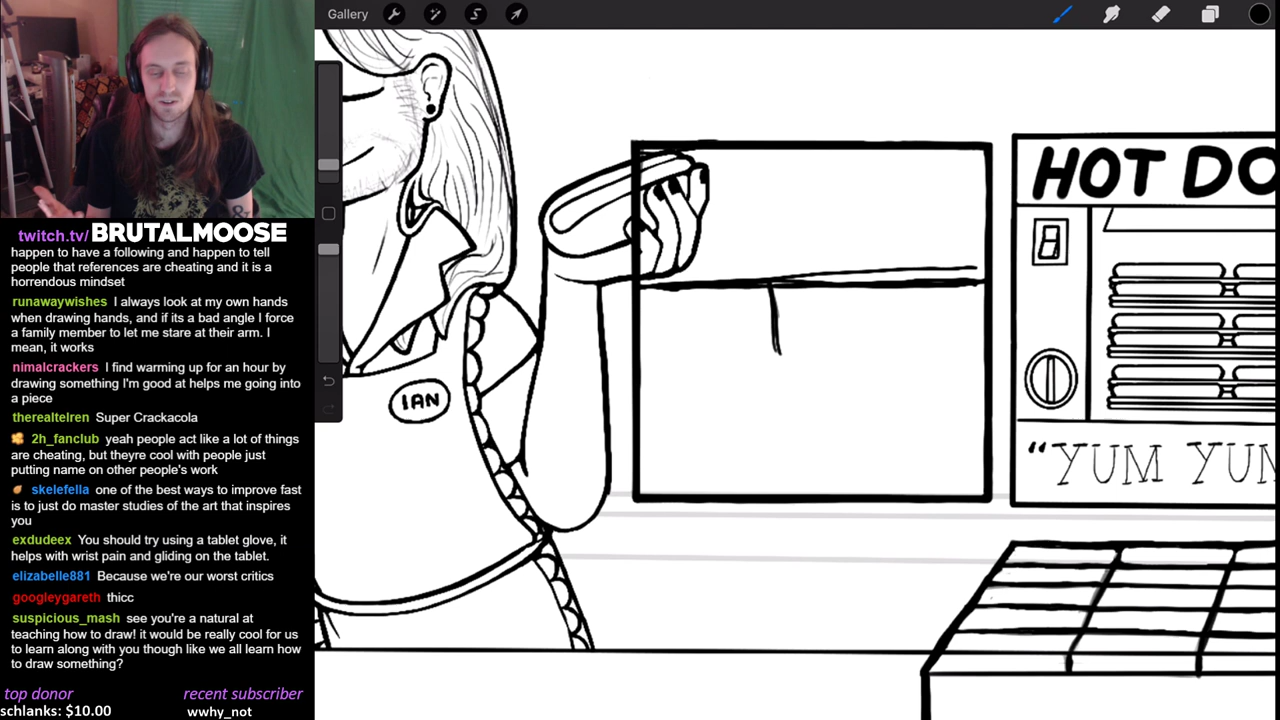 Gallery
HOT DO
IAN
"YUM YUM
twitch.tv/BRUTALMOOSE
happen to have a following and happen to tell
people that references are cheating and it is a
horrendous mindset
runawaywishes I always look at my own hands
when drawing hands, and if its a bad angle I force
a family member to let me stare at their arm. I
mean, it works
nimalcrackers I find warming up for an hour by
drawing something I'm good at helps me going into
a piece
therealtelren Super Crackacola
2h_fanclub yeah people act like a lot of things
are cheating, but theyre cool with people just
putting name on other people's work
skelefella one of the best ways to improve fast
is to just do master studies of the art that inspires
you
exdudeex You should try using a tablet glove, it
helps with wrist pain and gliding on the tablet.
elizabelle881 Because we're our worst critics
googleygareth thicc
suspicious_mash see you're a natural at
teaching how to draw! it would be really cool for us
to learn along with you though like we all learn how
to draw something?
top donor
schlanks: $10.00
recent subscriber
wwhy_not